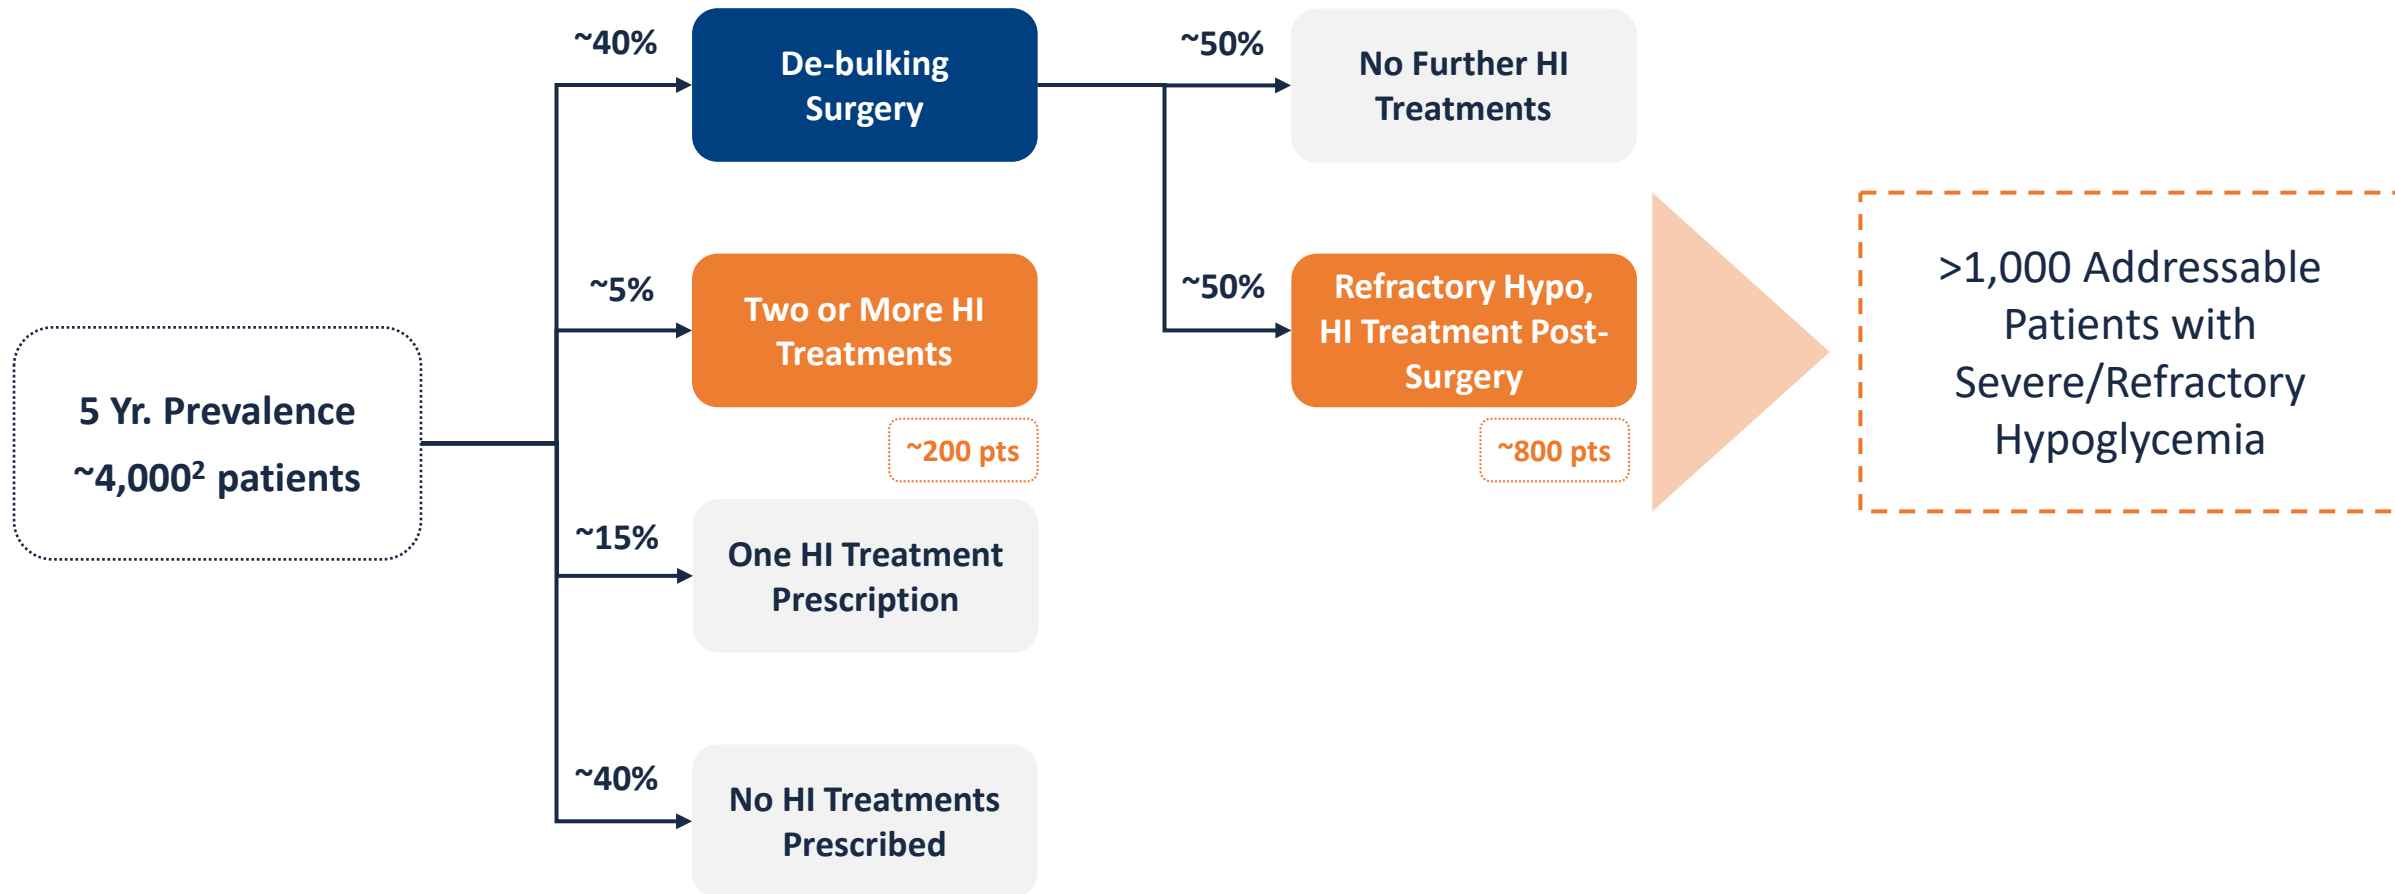 5 Yr. Prevalence
~4,000² patients
~40%
De-bulking
Surgery
~50%
No Further HI
Treatments
~5%
Two or More HI
Treatments
~200 pts
~50%
Refractory Hypo,
HI Treatment Post-
Surgery
~800 pts
>1,000 Addressable
Patients with
Severe/Refractory
Hypoglycemia
~15%
One HI Treatment
Prescription
~40%
No HI Treatments
Prescribed